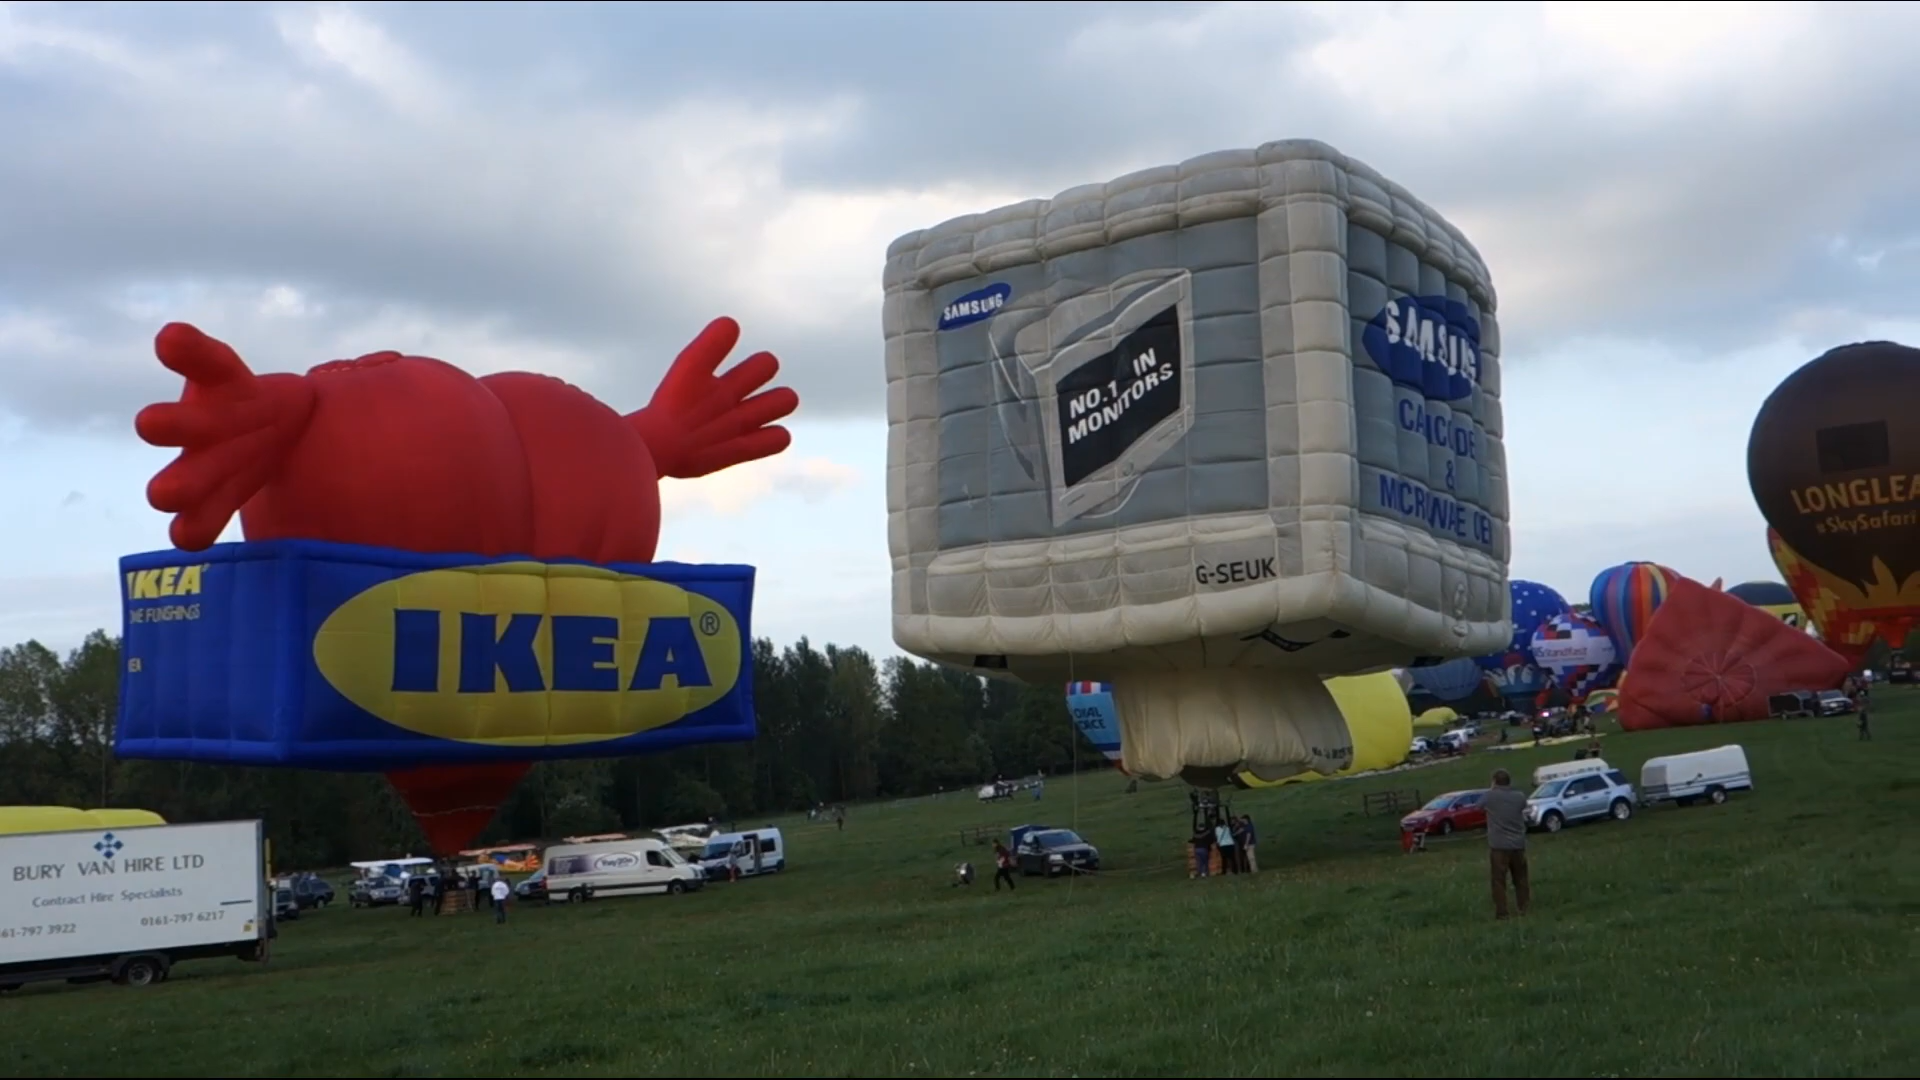 IKEA
IKEA®
SAMSUNG
NO.1 IN
MONITORS
G-SEUK
SAMSUNG
&
LONGLEA
#SkySafari
BURY VAN HIRE LTD
Contract Hire Specialists
61-797 3922
0161-797 6217